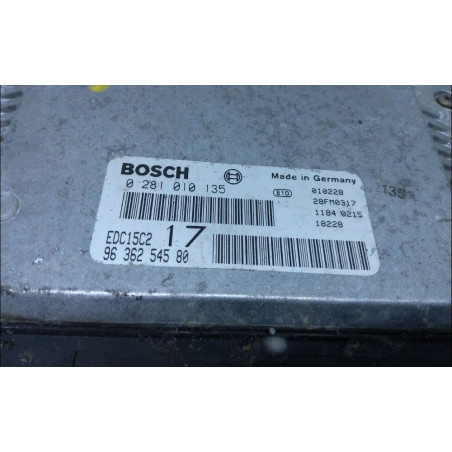 BOSCH
Made in Germany
0 281 010 135
E10
010228
28FM0317
1184 0215
18228
EDC15C2 17
96 362 545 80